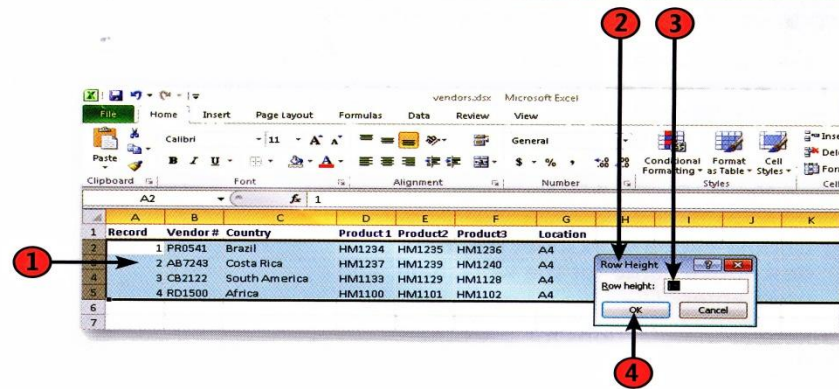 2 3
vendors.xlsx Microsoft Excel
File Home Insert Page Layout Formulas Data Review View
Calibri 11 A A General
Paste B I U A $ % , .00 Conditional Formatting Format as Table Cell Styles
Clipboard Font Alignment Number Styles
A2 fx 1
A B C D E F G H I J K
1 Record Vendor # Country Product 1 Product2 Product3 Location
2 1 PR0541 Brazil HM1234 HM1235 HM1236 A4
2 AB7243 Costa Rica HM1237 HM1239 HM1240 A4
4 3 CB2122 South America HM1133 HM1129 HM1128 A4
5 4 RD1500 Africa HM1100 HM1101 HM1102 A4
6
7
1
Row Height ?
Row height:
OK Cancel
4